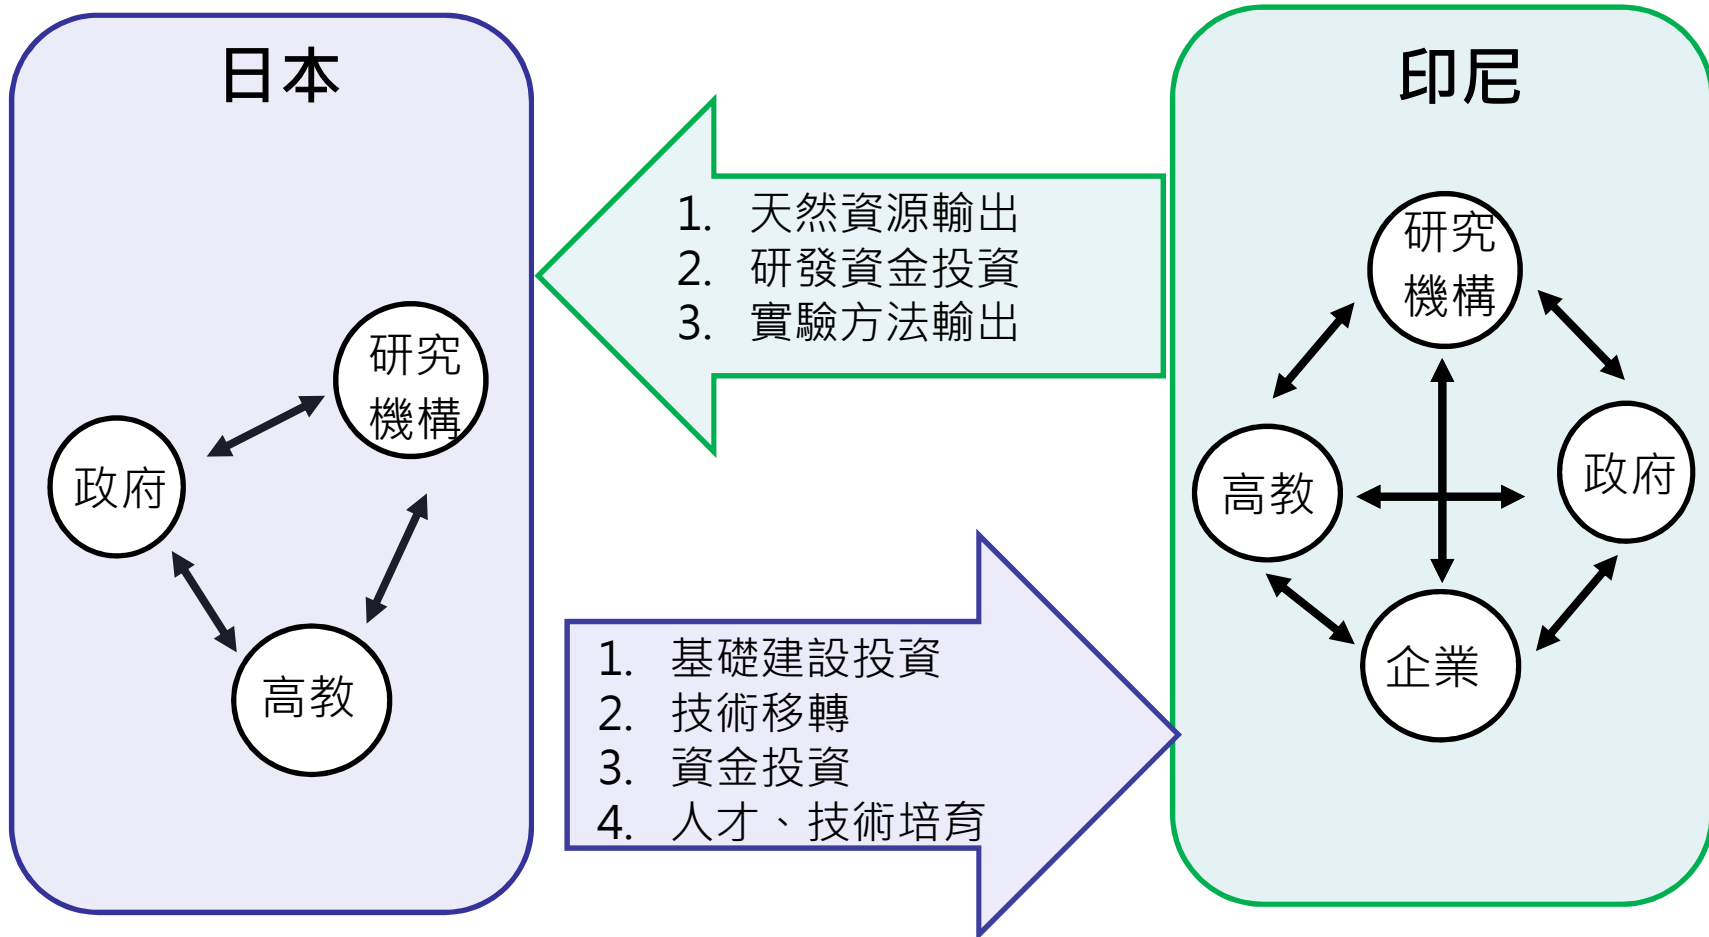 日本
研究
機構
政府
高教
1. 天然資源輸出
2. 研發資金投資
3. 實驗方法輸出
1. 基礎建設投資
2. 技術移轉
3. 資金投資
4. 人才、技術培育
印尼
研究
機構
高教
政府
企業